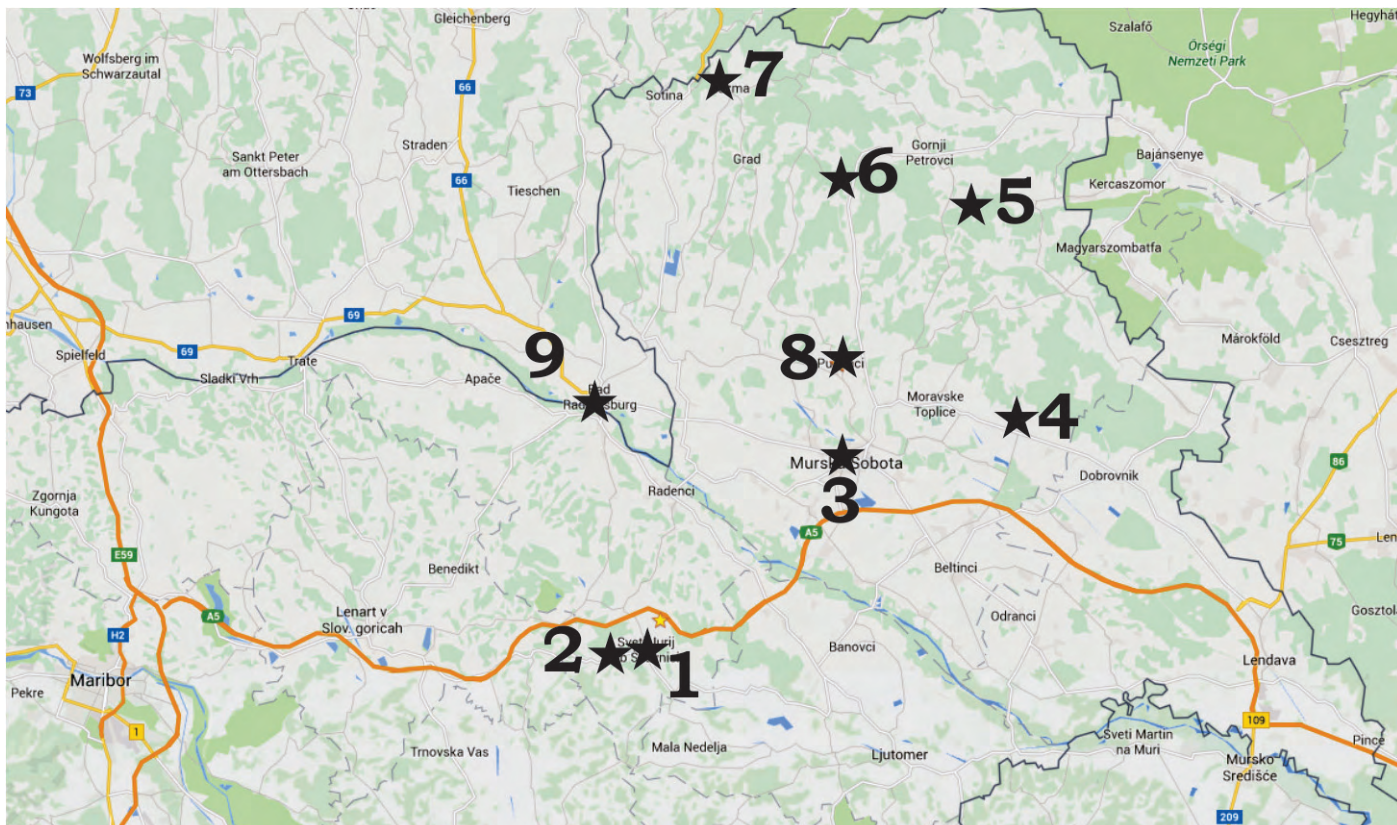 Gleichenberg
Hegyhát
Szalafő
Wolfsberg im
Schwarzautal
Őrségi
Nemzeti Park
7
66
73
Sotina
Straden
Sankt Peter
am Ottersbach
Grad
Gornji
Petrovci
Bajánsenye
66
Tieschen
6
Kercaszomor
5
Magyarszombatfa
69
Márokföld
Csesztreg
Spielfeld
69
Trate
9
8
Sladki Vrh
Apače
Bad
Moravske
Toplice
4
Murska Sobota
86
Dobrovnik
Radenci
Zgornja
Kungota
3
A5
75
E59
Benedikt
Beltinci
Lenart v
Slov. goricah
A5
Odranci
H2
2
1
Banovci
Lendava
Maribor
Pekre
109
1
Trnovska Vas
Mala Nedelja
Ljutomer
Sveti Martin
na Muri
Pince
Mursko
Središće
209